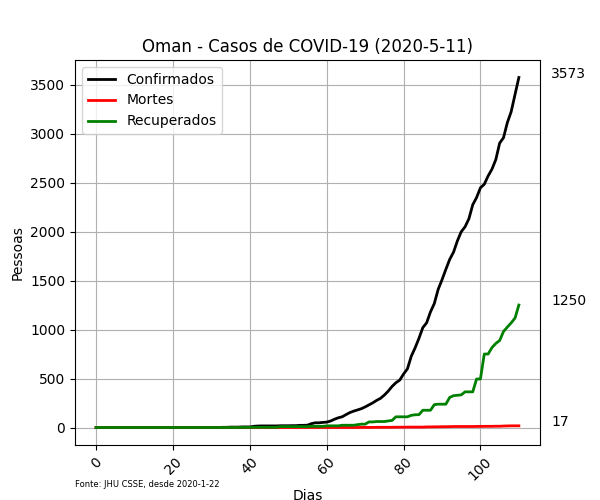 Oman - Casos de COVID-19 (2020-5-11)
Confirmados
Mortes
Recuperados
3573
1250
17
3500
3000
2500
2000
1500
1000
500
0
Pessoas
0
20
40
60
80
100
Fonte: JHU CSSE, desde 2020-1-22
Dias